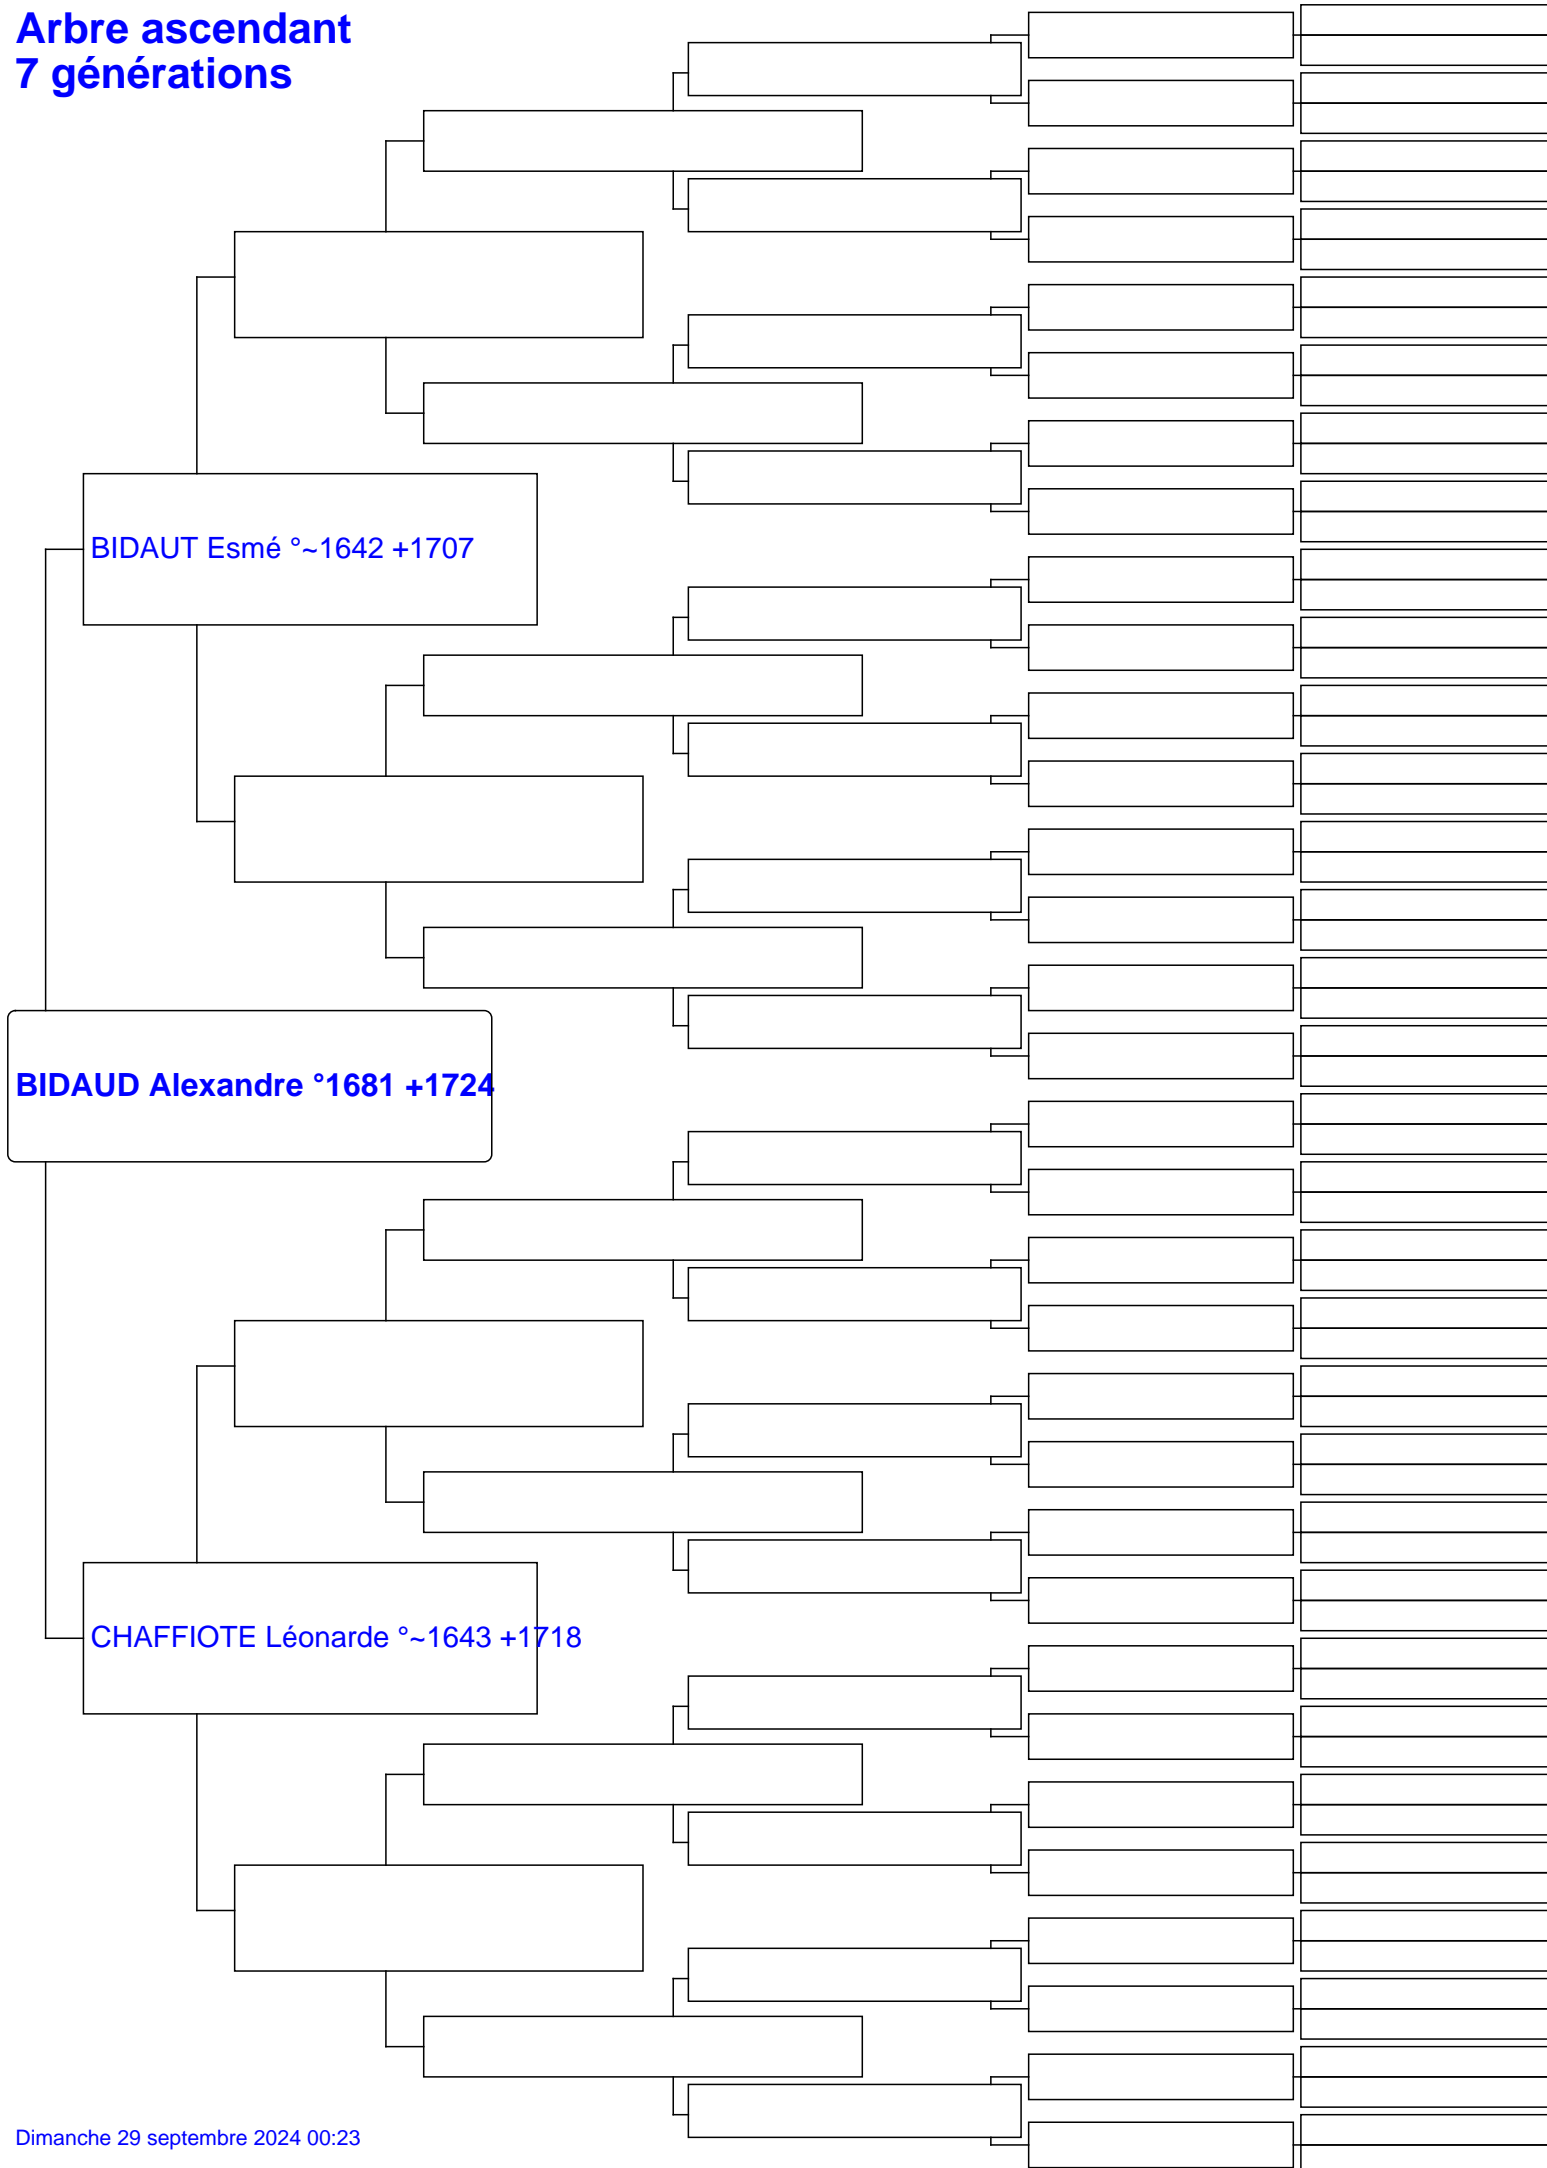 Arbre ascendant
7 générations
BIDAUT Esmé °~1642 +1707
BIDAUD Alexandre °1681 +1724
CHAFFIOTE Léonarde °~1643 +1718
Dimanche 29 septembre 2024 00:23